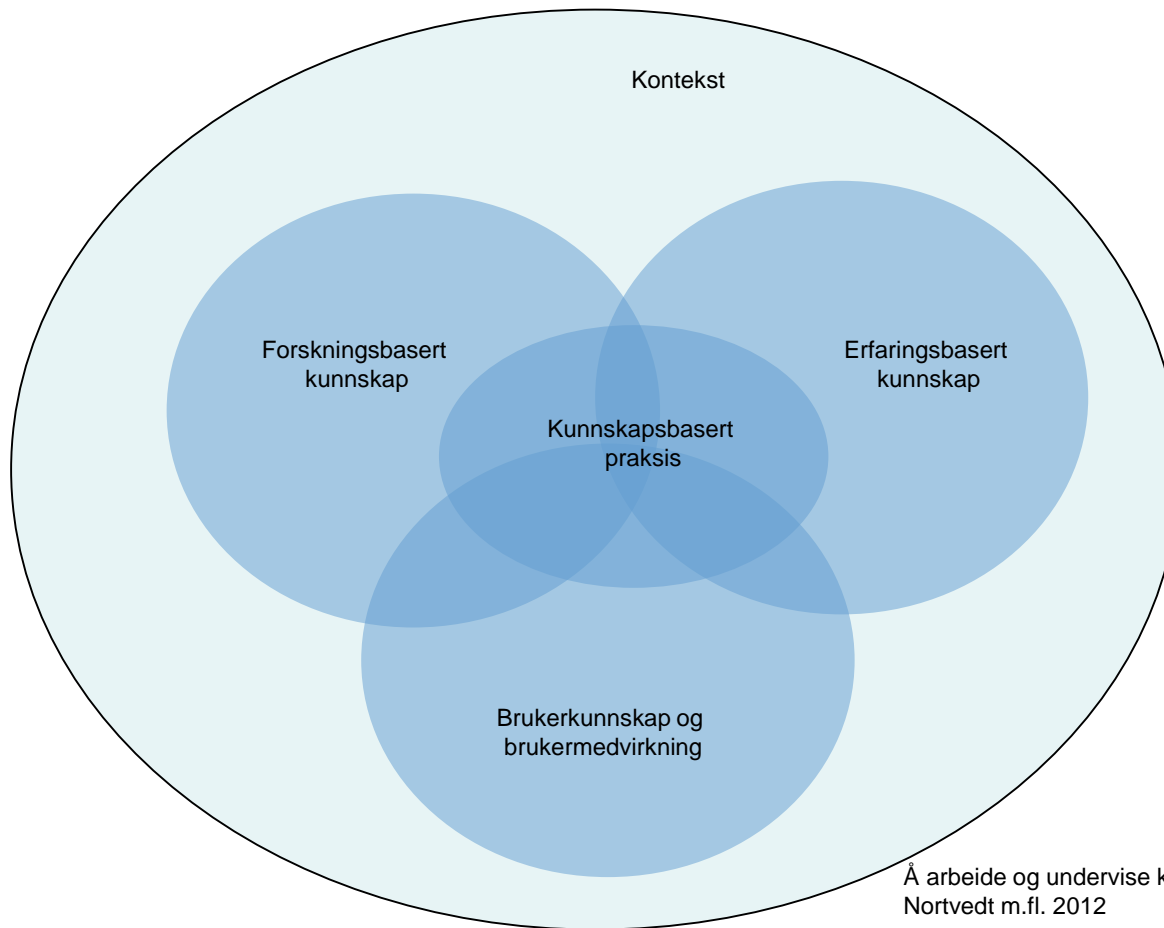 Kontekst
Forskningsbasert
kunnskap
Erfaringsbasert
kunnskap
Kunnskapsbasert
praksis
Brukerkunnskap og
brukermedvirkning
Å arbeide og undervise k
Nortvedt m.fl. 2012